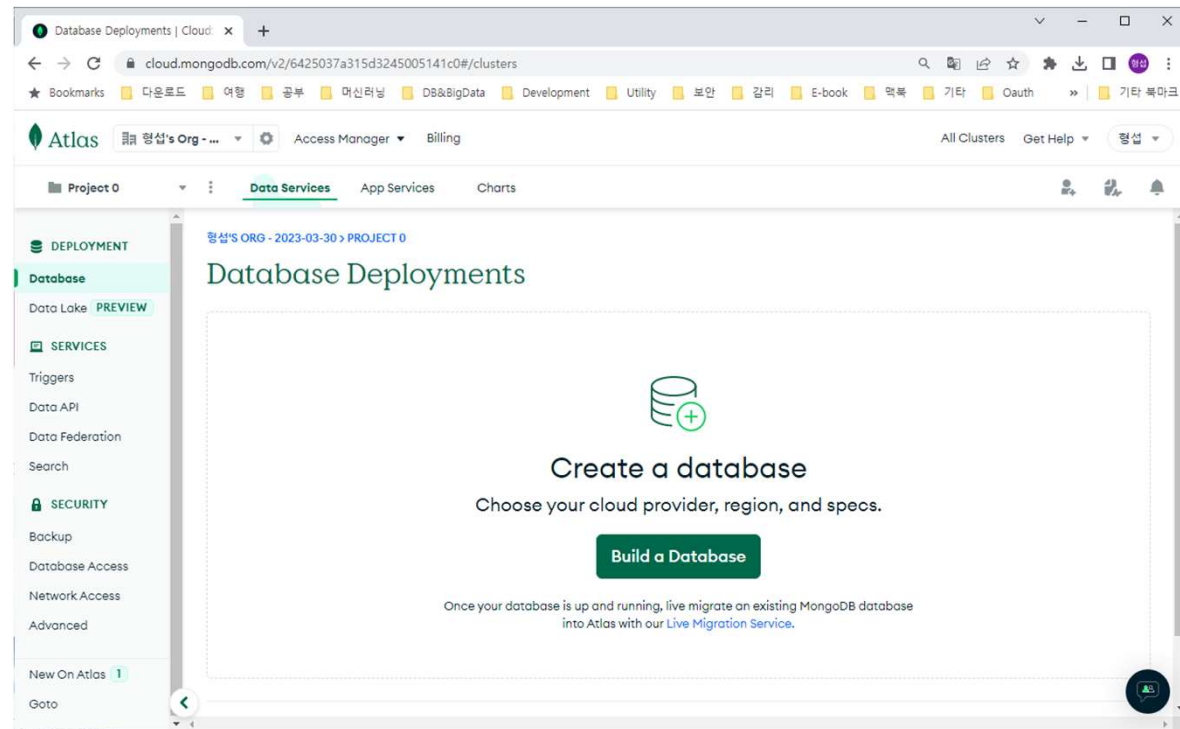 Database Deployments | Cloud:
cloud.mongodb.com/v2/6425037a315d3245005141c0#/clusters
형섭
Bookmarks 다운로드 여행 공부 머신러닝 DB&BigData Development Utility 보안 감리 E-book 맥북 기타 Oauth » 기타 북마크
Atlas 형섭's Org - ... Access Manager Billing All Clusters Get Help 형섭
Project 0 Data Services App Services Charts
DEPLOYMENT
Database
Data Lake PREVIEW
SERVICES
Triggers
Data API
Data Federation
Search
SECURITY
Backup
Database Access
Network Access
Advanced
New On Atlas 1
Goto
형섭'S ORG - 2023-03-30 > PROJECT 0
Database Deployments
Create a database
Choose your cloud provider, region, and specs.
Build a Database
Once your database is up and running, live migrate an existing MongoDB database
into Atlas with our Live Migration Service.